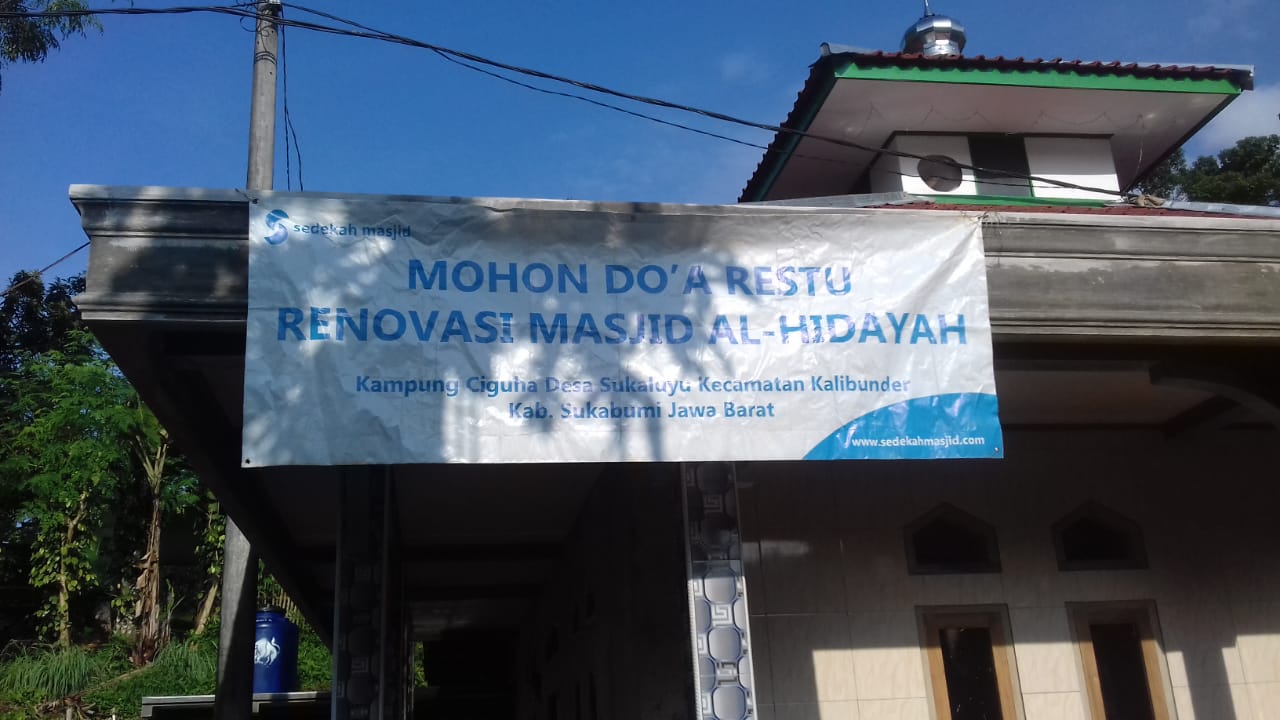 sedekah masjid
MOHON DO'A RESTU
RENOVASI MASJID AL-HIDAYAH
Kampung Ciguha Desa Sukaluyu Kecamatan Kalibunder
Kab. Sukabumi Jawa Barat
www.sedekahmasjid.com